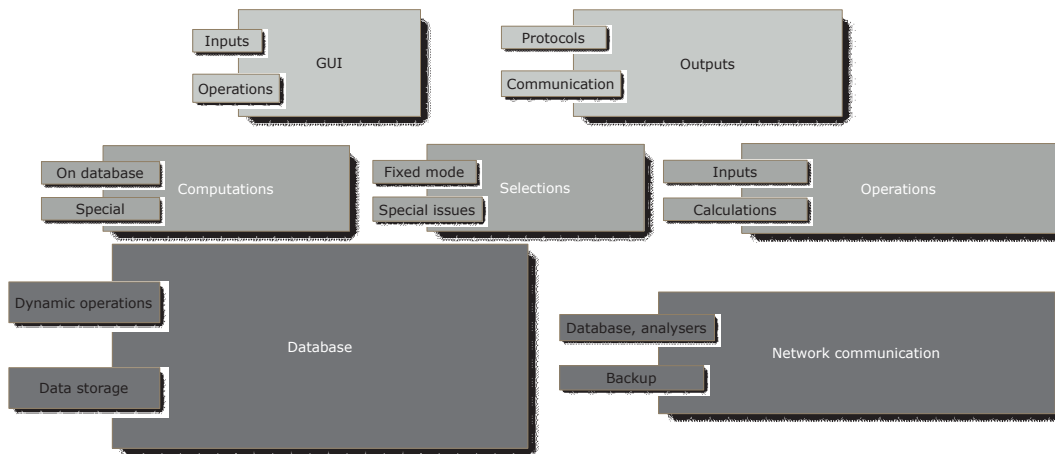 Inputs
GUI
Operations
Protocols
Outputs
Communication
On database
Computations
Special
Fixed mode
Selections
Special issues
Inputs
Operations
Calculations
Dynamic operations
Database
Data storage
Database, analysers
Network communication
Backup